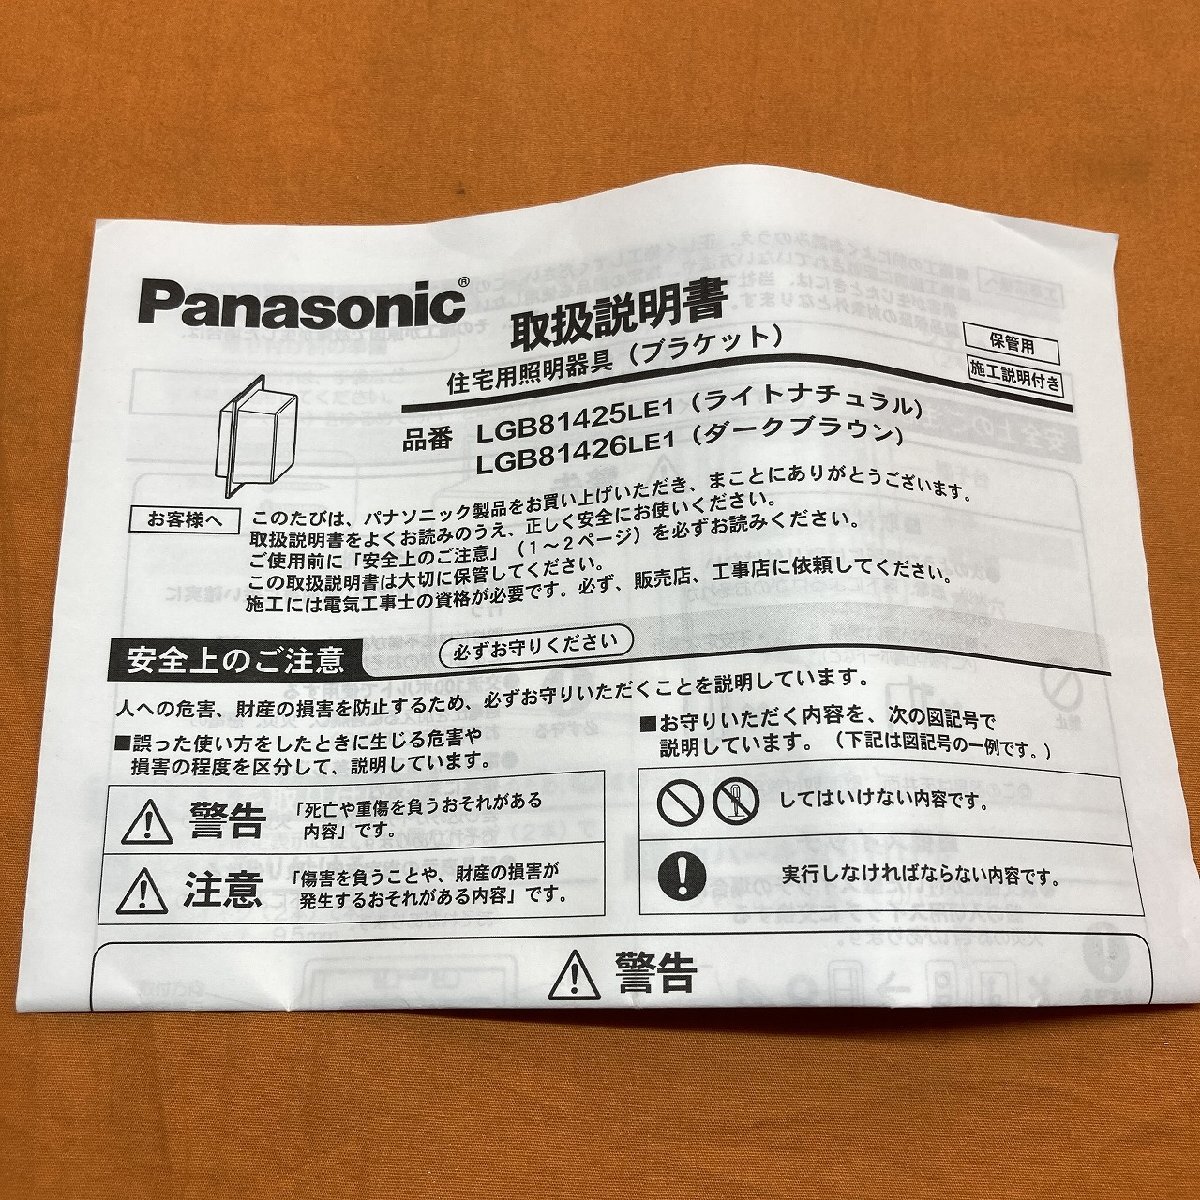 Panasonic®
取扱説明書
住宅用照明器具(ブラケット)
保管用
施工説明付き
品番 LGB81425LE1(ライトナチュラル)
LGB81426LE1(ダークブラウン)
お客様へ
このたびは、パナソニック製品をお買い上げいただき、まことにありがとうございます。
取扱説明書をよくお読みのうえ、正しく安全にお使いください。
ご使用前に「安全上のご注意」(1～2ページ)を必ずお読みください。
この取扱説明書は大切に保管してください。
施工には電気工事士の資格が必要です。必ず、販売店、工事店に依頼してください。
安全上のご注意 必ずお守りください
人への危害、財産の損害を防止するため、必ずお守りいただくことを説明しています。
■誤った使い方をしたときに生じる危害や
損害の程度を区分して、説明しています。
警告
「死亡や重傷を負うおそれがある
内容」です。
注意
「傷害を負うことや、財産の損害が
発生するおそれがある内容」です。
■お守りいただく内容を、次の図記号で
説明しています。(下記は図記号の一例です。)
してはいけない内容です。
実行しなければならない内容です。
警告